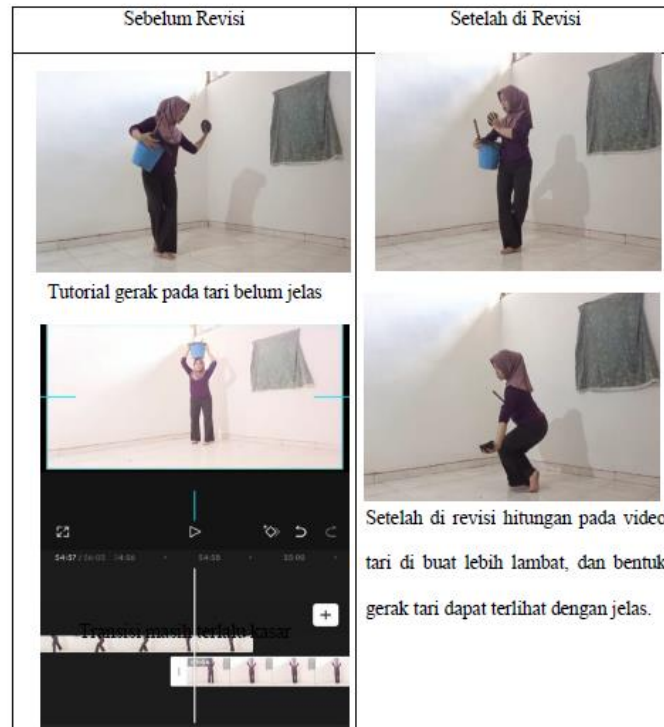 Sebelum Revisi
Setelah di Revisi
Tutorial gerak pada tari belum jelas
Transisi masih terlalu kasar
Setelah di revisi hitungan pada video
tari di buat lebih lambat, dan bentuk
gerak tari dapat terlihat dengan jelas.